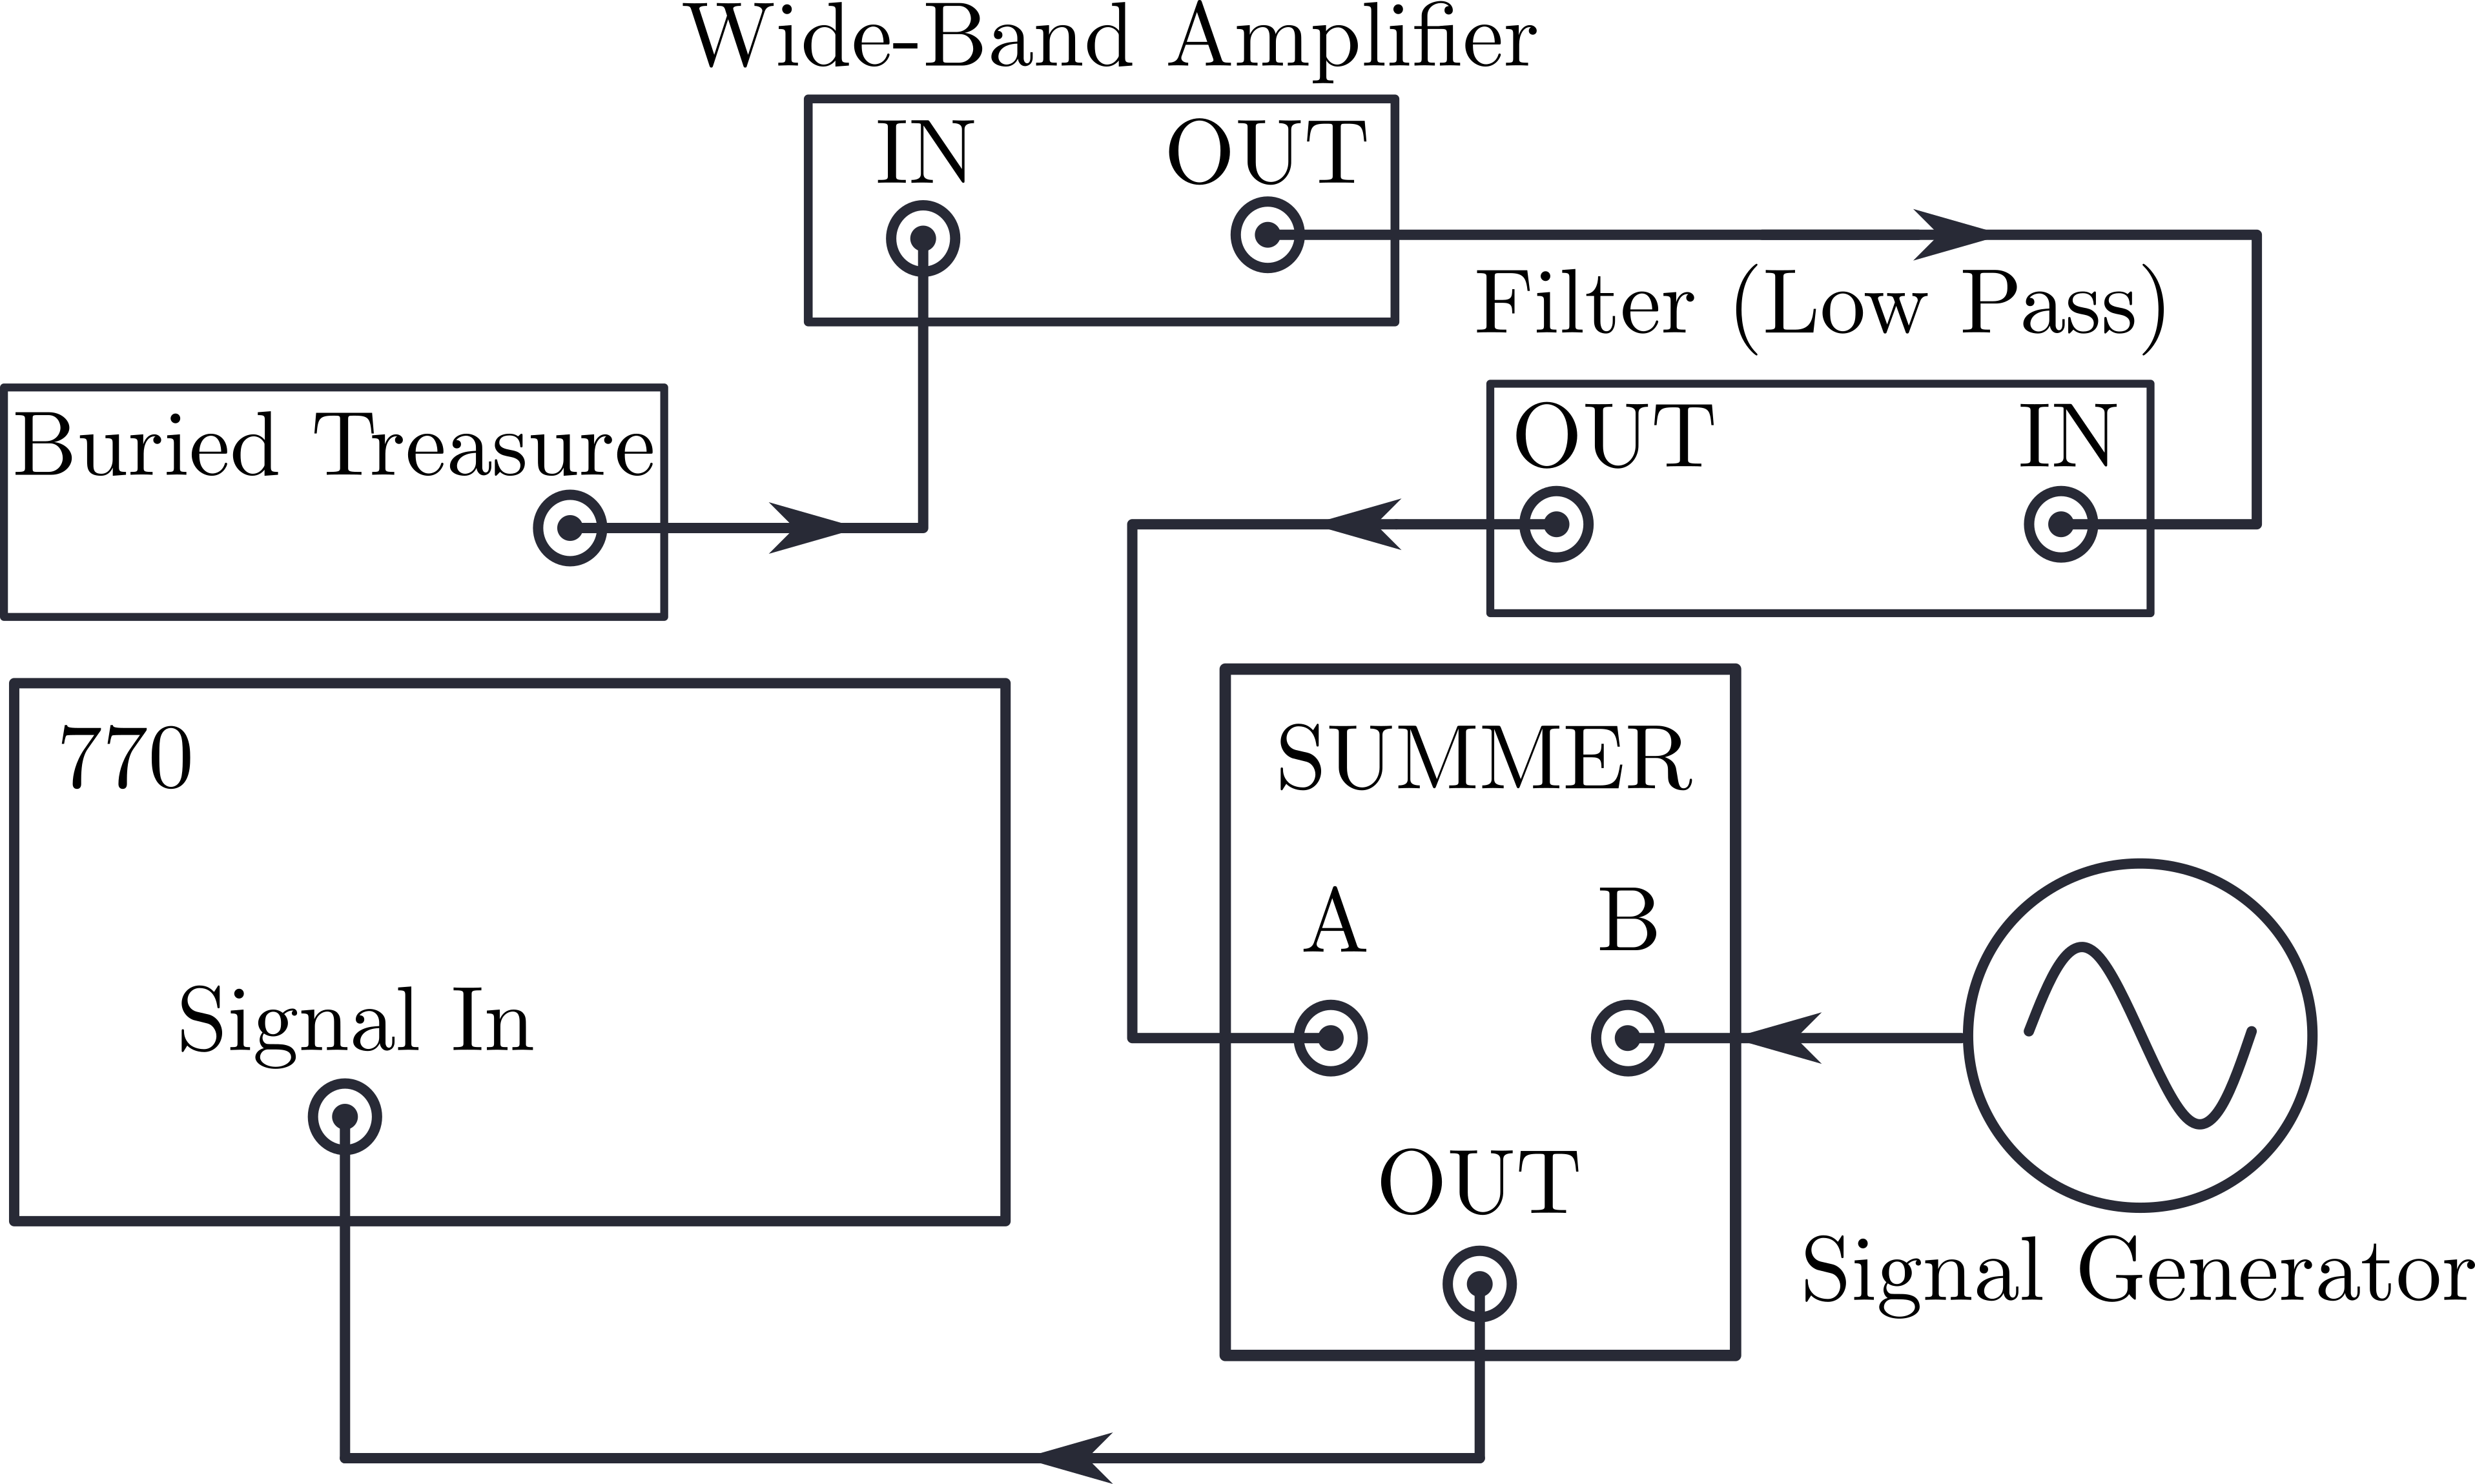 Wide-Band Amplifier
IN OUT
Filter (Low Pass)
Buried Treasure
OUT IN
770
SUMMER
A B
Signal In
OUT
Signal Generator